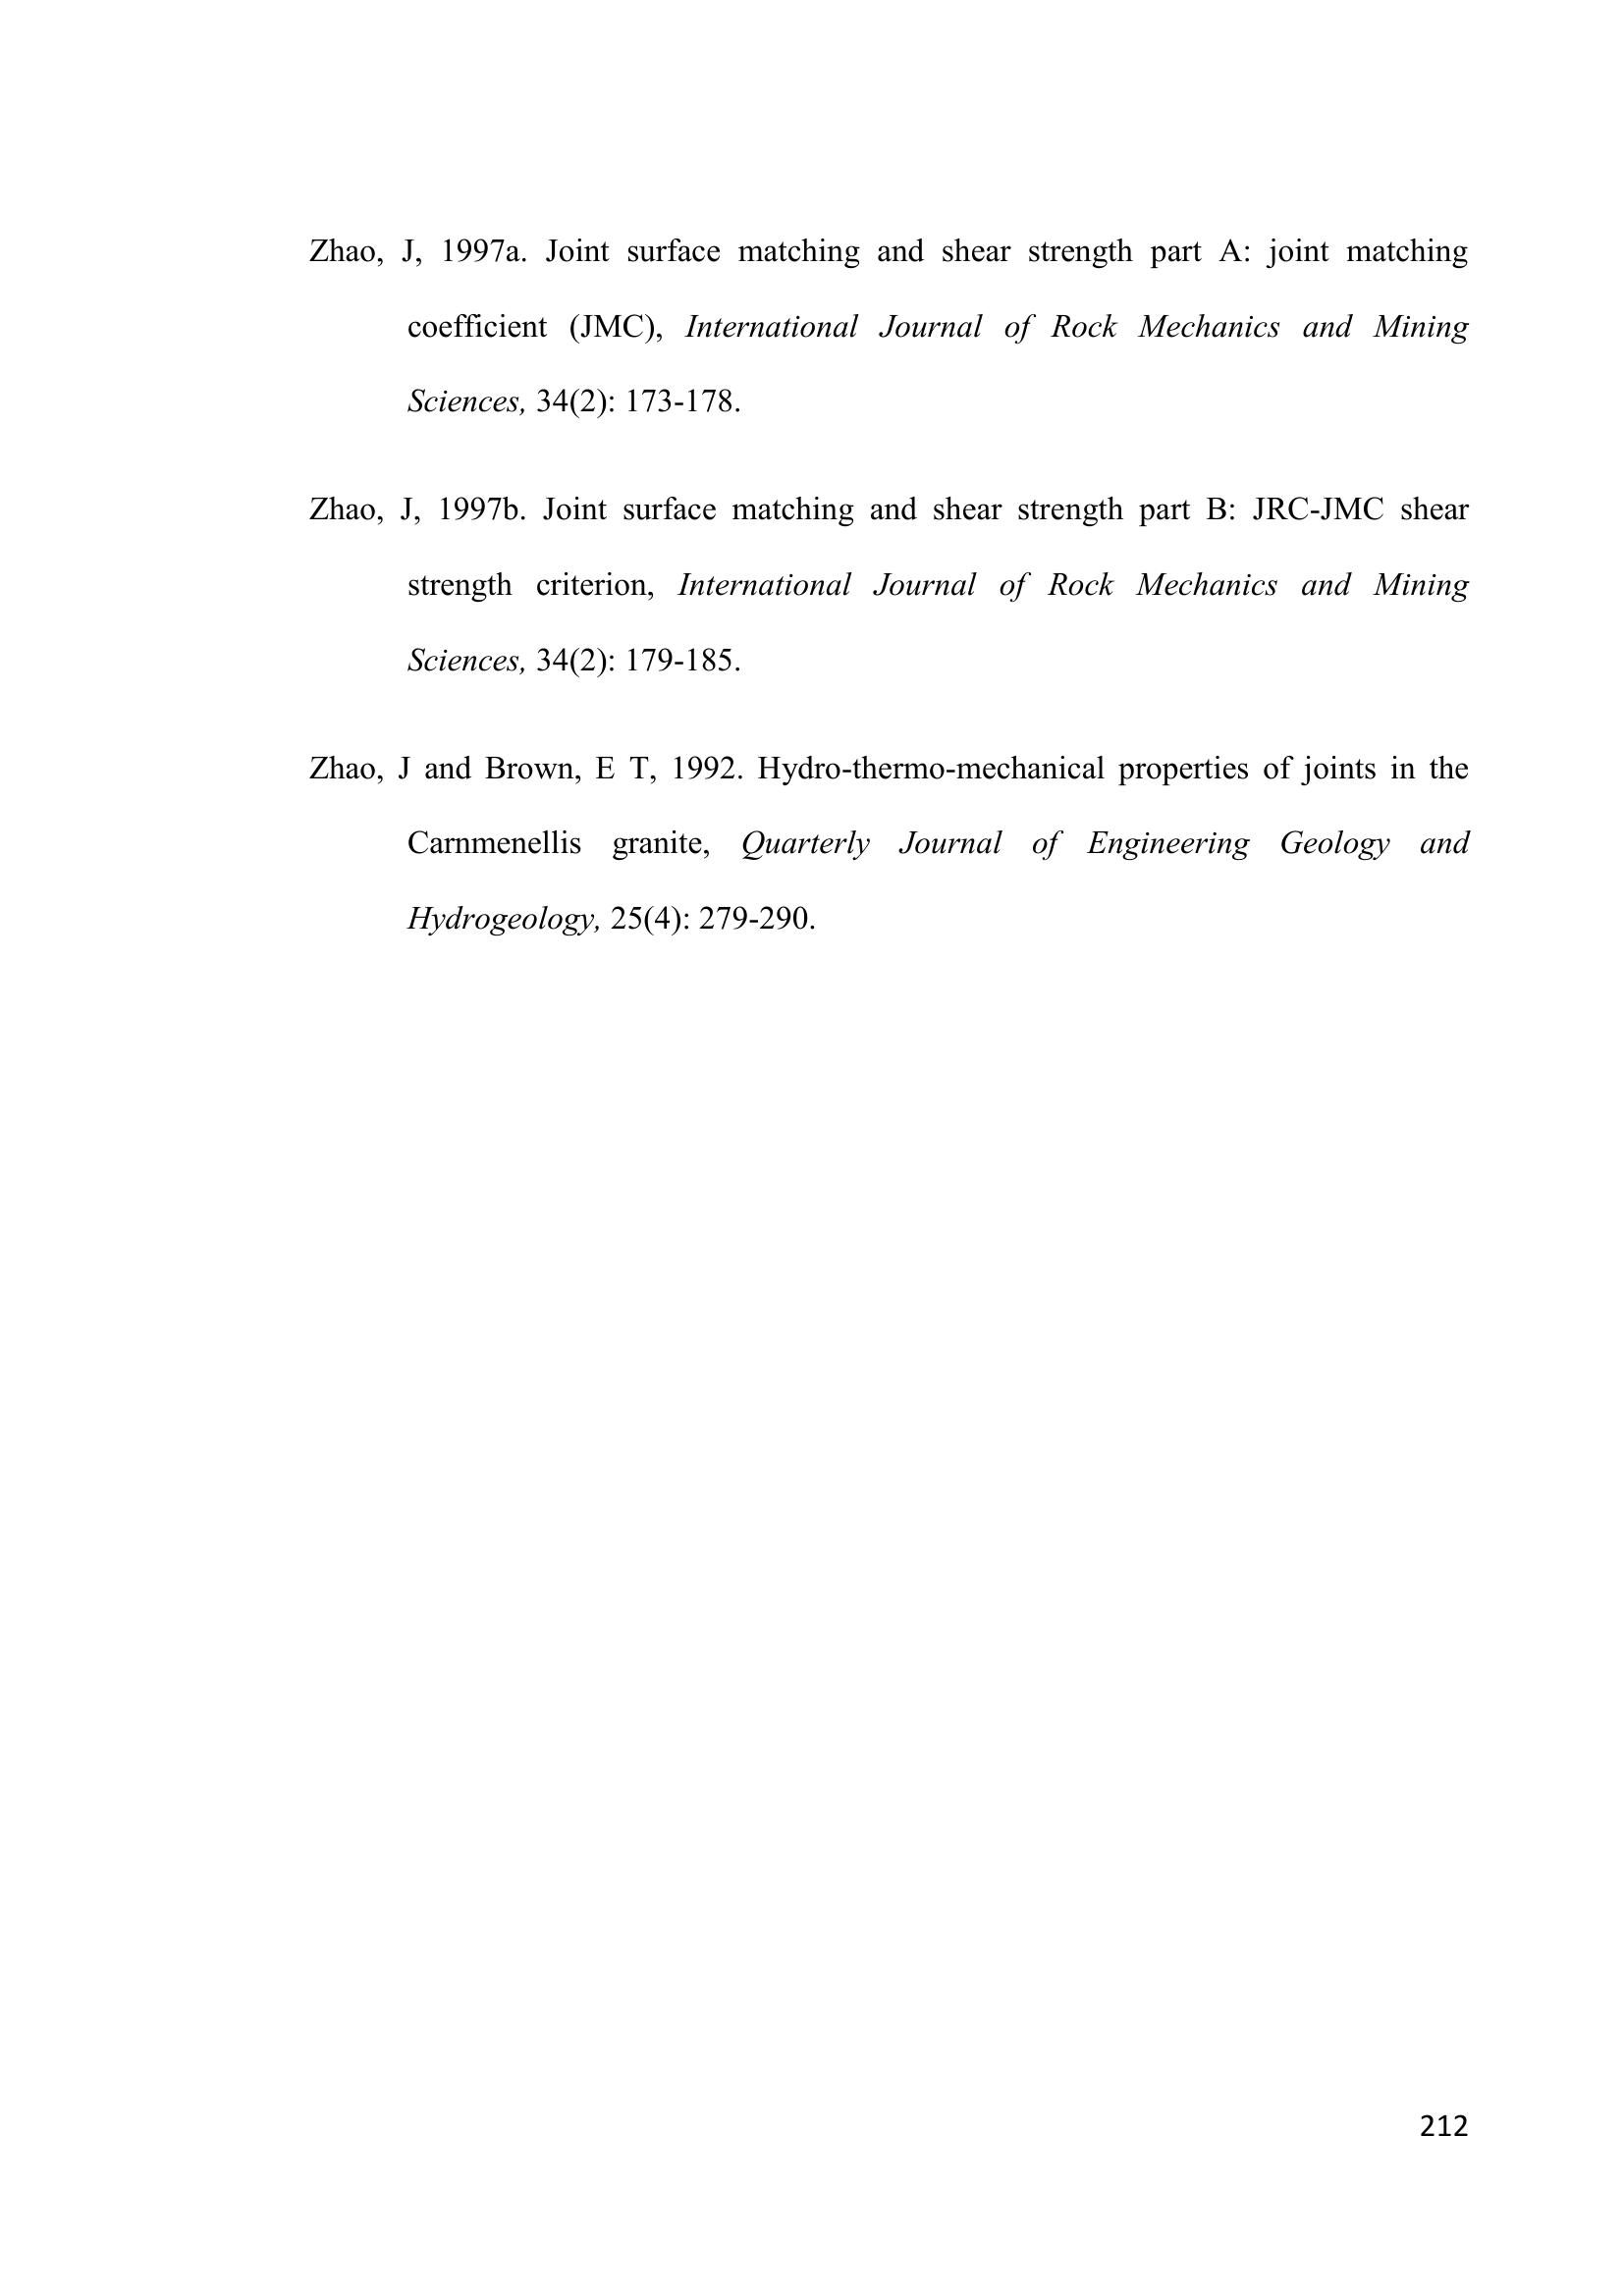 Zhao, J, 1997a. Joint surface matching and shear strength part A: joint matching
coefficient (JMC), International Journal of Rock Mechanics and Mining
Sciences, 34(2): 173-178.
Zhao, J, 1997b. Joint surface matching and shear strength part B: JRC-JMC shear
strength criterion, International Journal of Rock Mechanics and Mining
Sciences, 34(2): 179-185.
Zhao, J and Brown, E T, 1992. Hydro-thermo-mechanical properties of joints in the
Carnmenellis granite, Quarterly Journal of Engineering Geology and
Hydrogeology, 25(4): 279-290.
212